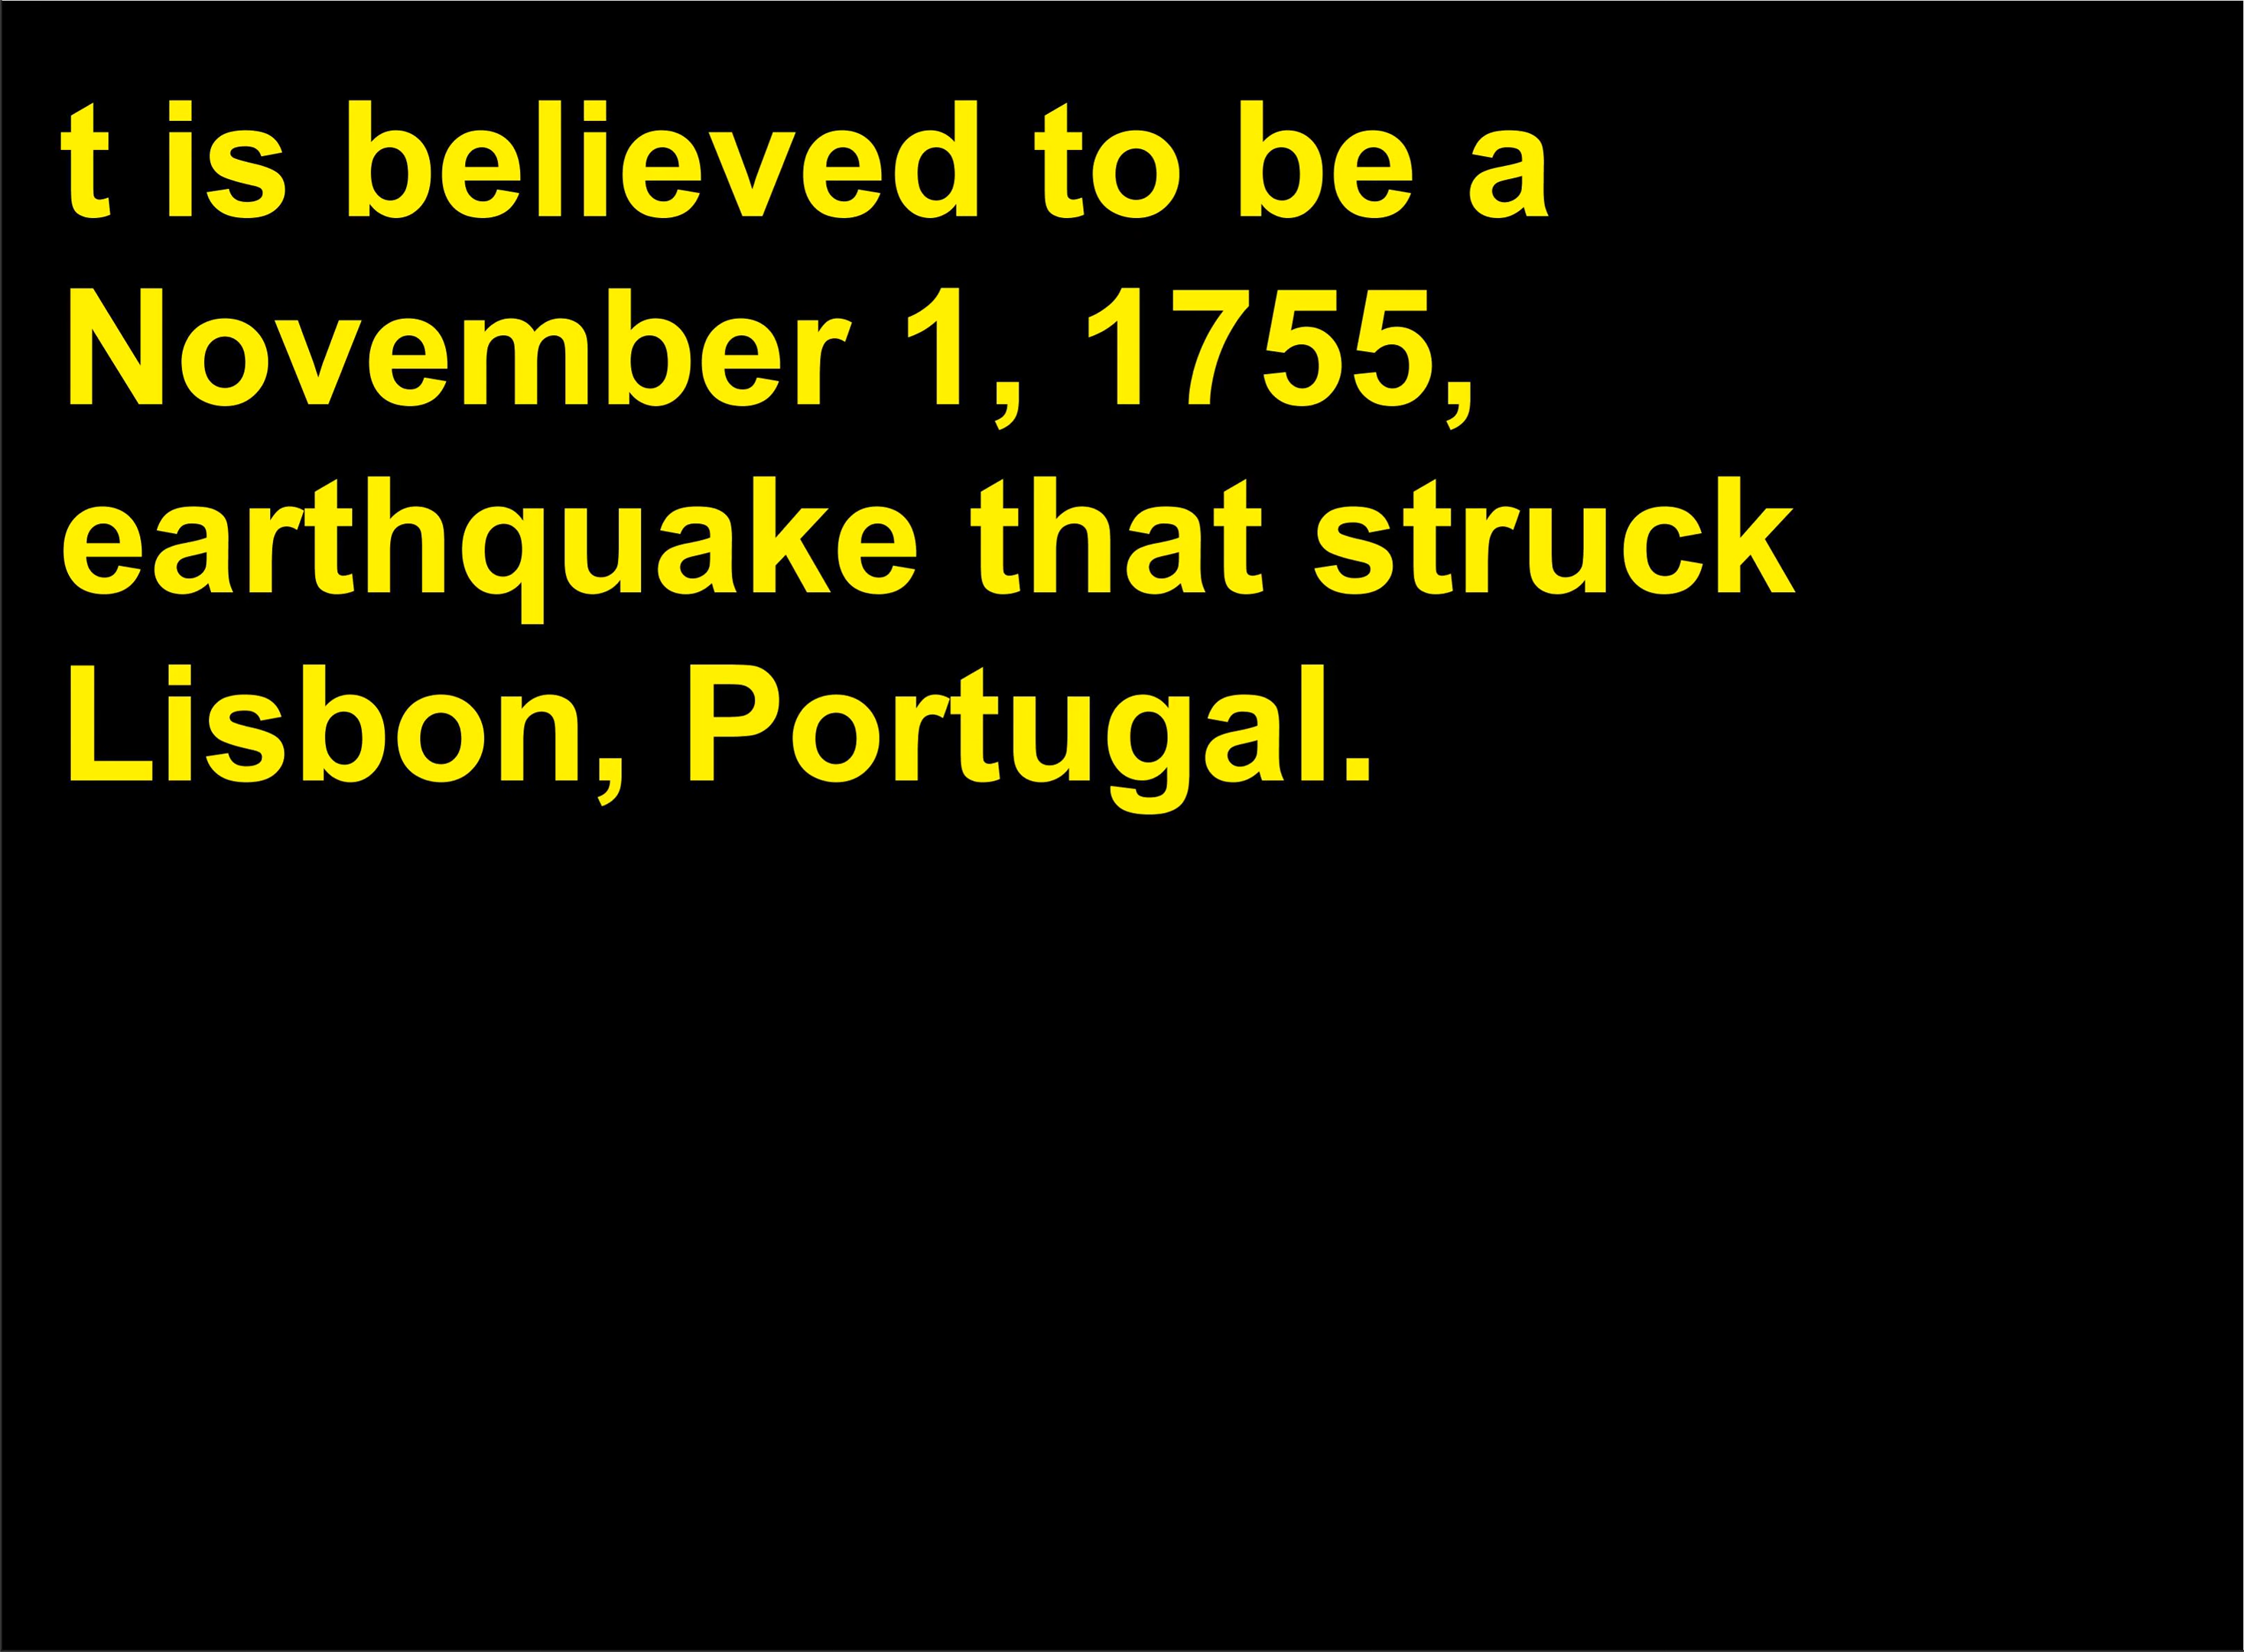 t is believed to be a
November 1, 1755,
earthquake that struck
Lisbon, Portugal.